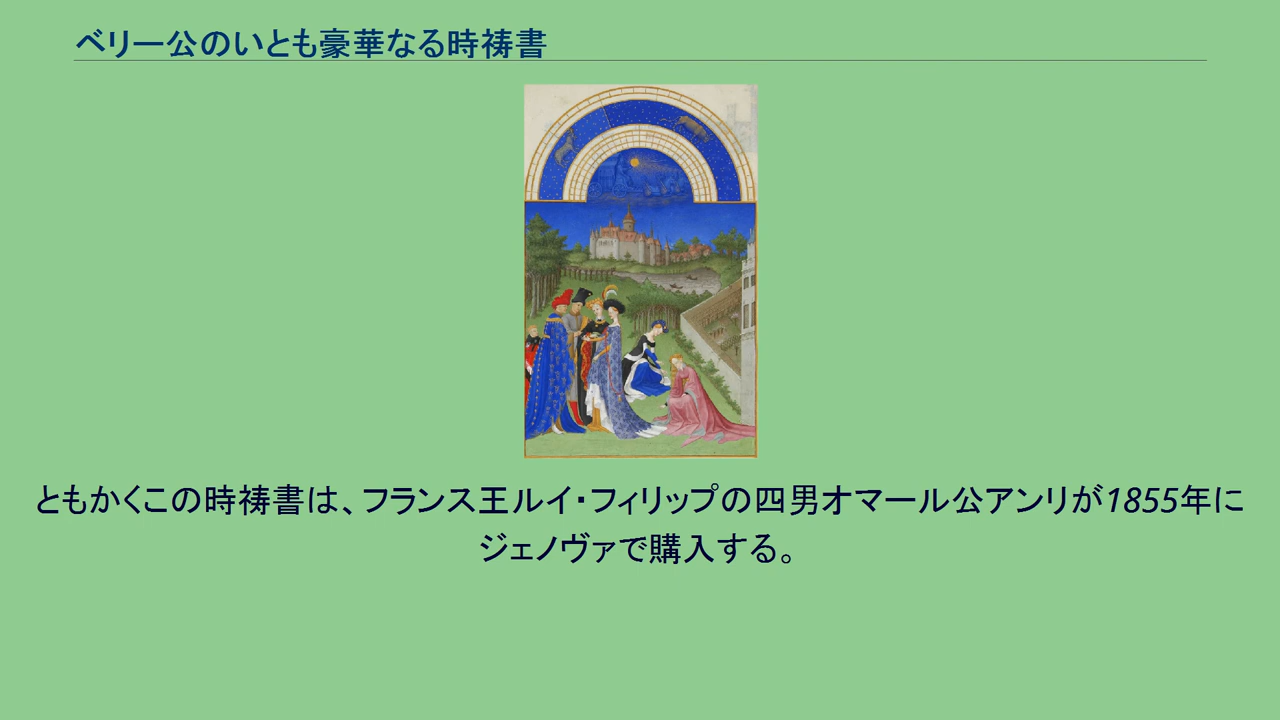 ベリー公のいとも豪華なる時祷書
ともかくこの時祷書は、フランス王ルイ・フィリップの四男オマール公アンリが1855年に
ジェノヴァで購入する。